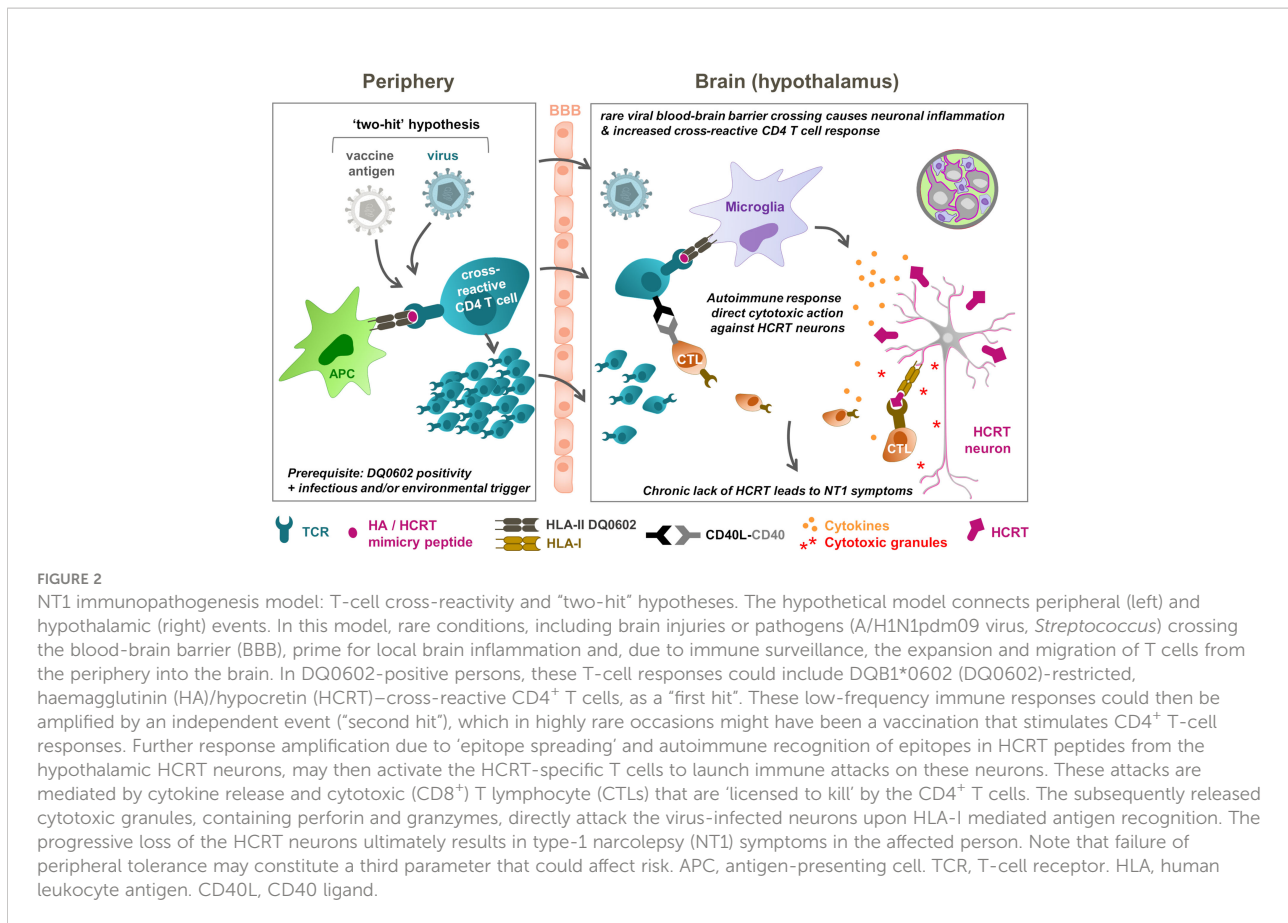 Periphery
Brain (hypothalamus)
BBB
'two-hit' hypothesis
vaccine
antigen
virus
cross-
reactive
CD4 T cell
APC
Prerequisite: DQ0602 positivity
+ infectious and/or environmental trigger
rare viral blood-brain barrier crossing causes neuronal inflammation
& increased cross-reactive CD4 T cell response
Microglia
Autoimmune response
direct cytotoxic action
against HCRT neurons
CTL
CTL
HCRT
neuron
Chronic lack of HCRT leads to NT1 symptoms
TCR
HA / HCRT
mimicry peptide
HLA-II DQ0602
HLA-I
CD40L-CD40
Cytokines
Cytotoxic granules
HCRT
FIGURE 2
NT1 immunopathogenesis model: T-cell cross-reactivity and "two-hit" hypotheses. The hypothetical model connects peripheral (left) and
hypothalamic (right) events. In this model, rare conditions, including brain injuries or pathogens (A/H1N1pdm09 virus, Streptococcus) crossing
the blood-brain barrier (BBB), prime for local brain inflammation and, due to immune surveillance, the expansion and migration of T cells from
the periphery into the brain. In DQ0602-positive persons, these T-cell responses could include DQB1*0602 (DQ0602)-restricted,
haemagglutinin (HA)/hypocretin (HCRT)–cross-reactive CD4⁺ T cells, as a "first hit". These low-frequency immune responses could then be
amplified by an independent event ("second hit"), which in highly rare occasions might have been a vaccination that stimulates CD4⁺ T-cell
responses. Further response amplification due to 'epitope spreading' and autoimmune recognition of epitopes in HCRT peptides from the
hypothalamic HCRT neurons, may then activate the HCRT-specific T cells to launch immune attacks on these neurons. These attacks are
mediated by cytokine release and cytotoxic (CD8⁺) T lymphocyte (CTLs) that are 'licensed to kill' by the CD4⁺ T cells. The subsequently released
cytotoxic granules, containing perforin and granzymes, directly attack the virus-infected neurons upon HLA-I mediated antigen recognition. The
progressive loss of the HCRT neurons ultimately results in type-1 narcolepsy (NT1) symptoms in the affected person. Note that failure of
peripheral tolerance may constitute a third parameter that could affect risk. APC, antigen-presenting cell. TCR, T-cell receptor. HLA, human
leukocyte antigen. CD40L, CD40 ligand.